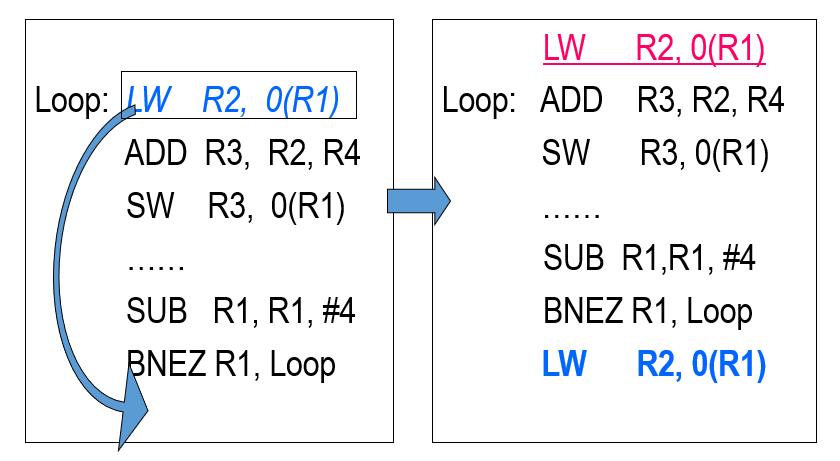 Loop: LW R2, 0(R1)
ADD R3, R2, R4
SW R3, 0(R1)
……
SUB R1, R1, #4
BNEZ R1, Loop
LW R2, 0(R1)
Loop: ADD R3, R2, R4
SW R3, 0(R1)
……
SUB R1,R1, #4
BNEZ R1, Loop
LW R2, 0(R1)